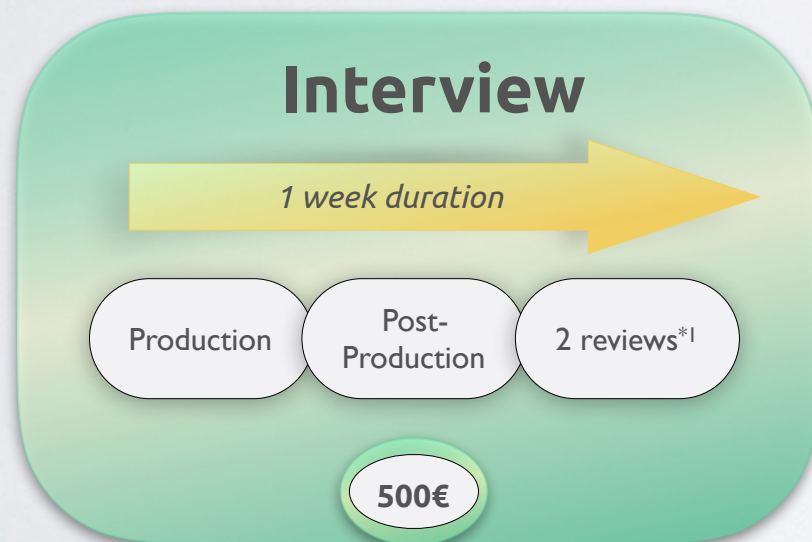 Interview
1 week duration
Production
Post-
Production
2 reviews*1
500€